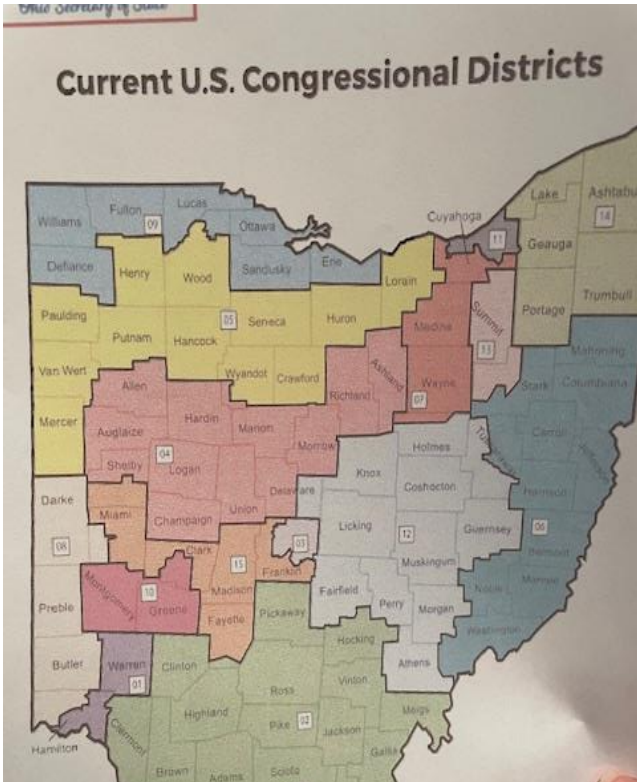 Ohio Secretary of State
Current U.S. Congressional Districts
Lake
Ashtabu
14
Cuyahoga
11
Geauga
Williams
Fulton
09
Lucas
Ottawa
Defiance
Henry
Wood
Sandusky
Erie
Lorain
Portage
Trumbull
Paulding
Putnam
Hancock
05
Seneca
Huron
Medina
Summit
13
Mahoning
Van Wert
Wyandot
Crawford
Richland
Ashland
Wayne
07
Stark
Columbiana
Allen
Mercer
Auglaize
Hardin
Marion
Morrow
Holmes
Carroll
Shelby
04
Logan
Knox
Coshocton
Darke
Miami
Champaign
Union
Delaware
Licking
12
Guernsey
Harrison
06
Belmont
08
Clark
15
Franklin
03
Muskingum
Montgomery
10
Greene
Madison
Fairfield
Perry
Morgan
Noble
Monroe
Preble
Fayette
Pickaway
Washington
Butler
Warren
01
Clinton
Hocking
Athens
Ross
Vinton
Hamilton
Clermont
Highland
Pike
02
Jackson
Meigs
Gallia
Brown
Adams
Scioto